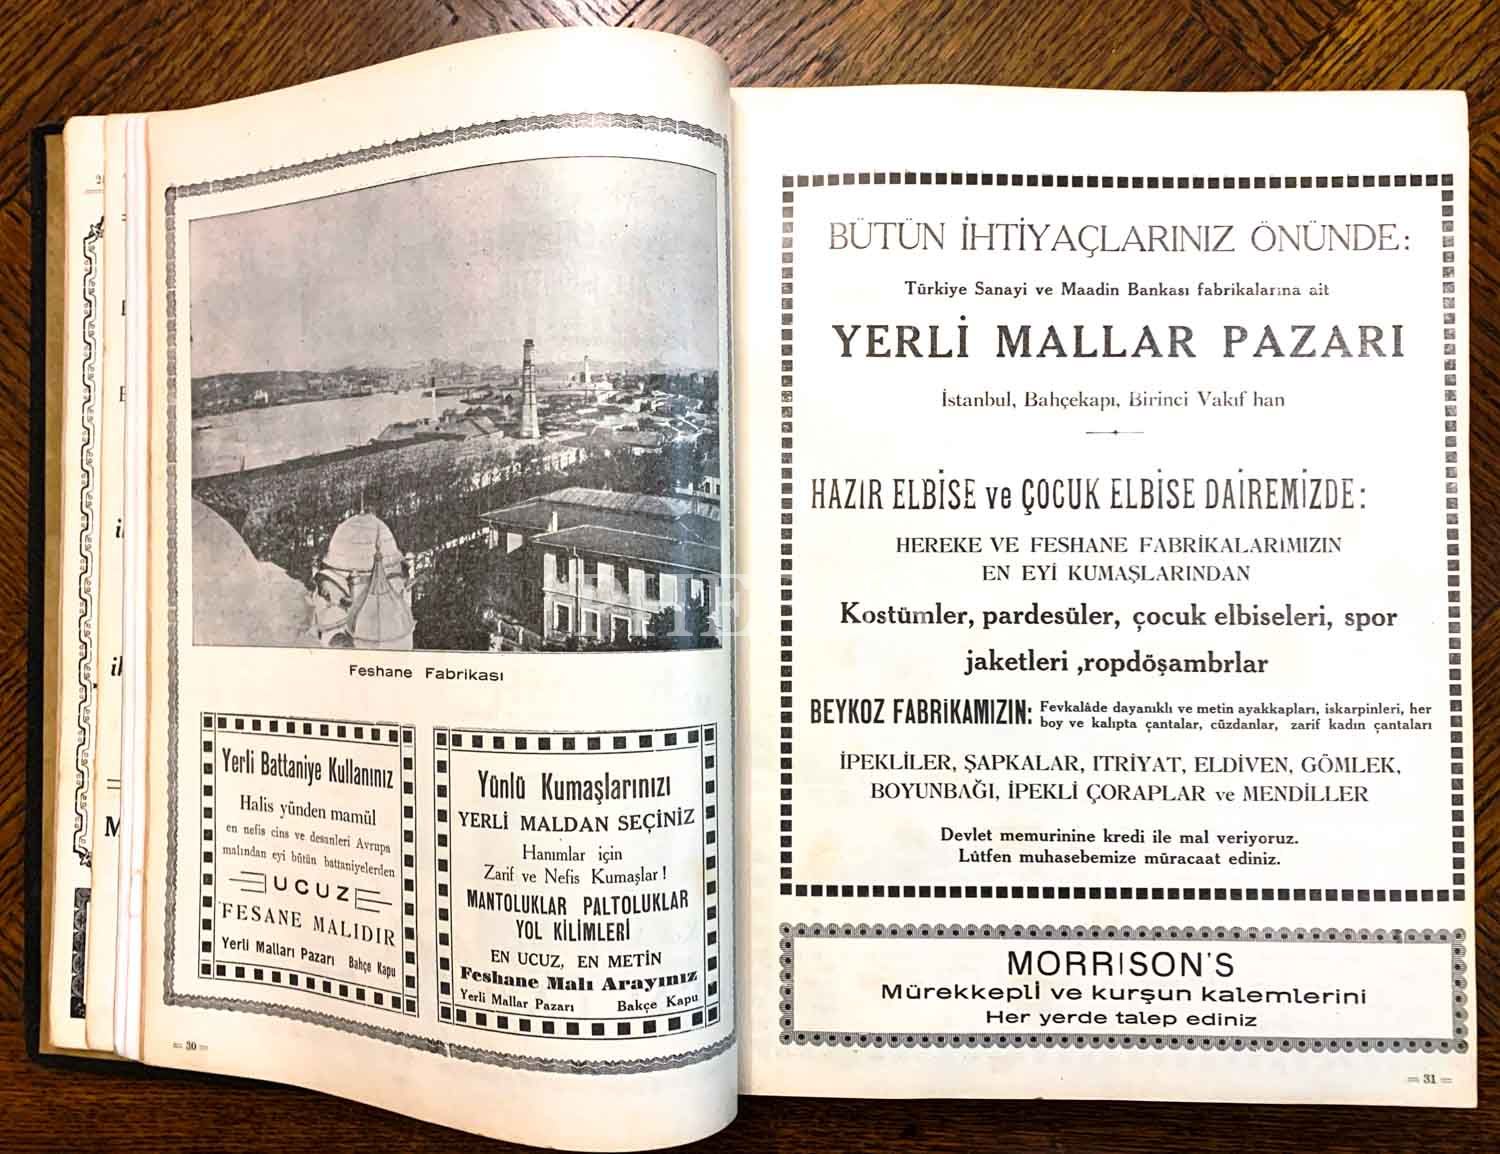 Feshane Fabrikası
Yerli Battaniye Kullanınız
Halis yünden mamül
en nefis cins ve desenleri Avrupa
malından eyi bütün battaniyelerden
UCUZ
FESANE MALIDIR
Yerli Malları Pazarı Bahçe Kapu
Yünlü Kumaşlarınızı
YERLİ MALDAN SEÇİNİZ
Hanımlar için
Zarif ve Nefis Kumaşlar !
MANTOLUKLAR PALTOLUKLAR
YOL KİLİMLERİ
EN UCUZ, EN METİN
Feshane Malı Arayınız
Yerli Mallar Pazarı Bakçe Kapu
30
BÜTÜN İHTİYAÇLARINIZ ÖNÜNDE:
Türkiye Sanayi ve Maadin Bankası fabrikalarına ait
YERLİ MALLAR PAZARI
İstanbul, Bahçekapı, Birinci Vakıf han
HAZIR ELBİSE ve ÇOCUK ELBİSE DAİREMİZDE:
HEREKE VE FESHANE FABRİKALARIMIZIN
EN EYİ KUMAŞLARINDAN
Kostümler, pardesüler, çocuk elbiseleri, spor
jaketleri ,ropdöşambrlar
BEYKOZ FABRİKAMIZIN: Fevkalâde dayanıklı ve metin ayakkapları, iskarpinleri, her
boy ve kalıpta çantalar, cüzdanlar, zarif kadın çantaları
İPEKLİLER, ŞAPKALAR, ITRİYAT, ELDİVEN, GÖMLEK,
BOYUNBAĞI, İPEKLİ ÇORAPLAR ve MENDİLLER
Devlet memurinine kredi ile mal veriyoruz.
Lûtfen muhasebemize müracaat ediniz.
MORRISON'S
Mürekkepli ve kurşun kalemlerini
Her yerde talep ediniz
31